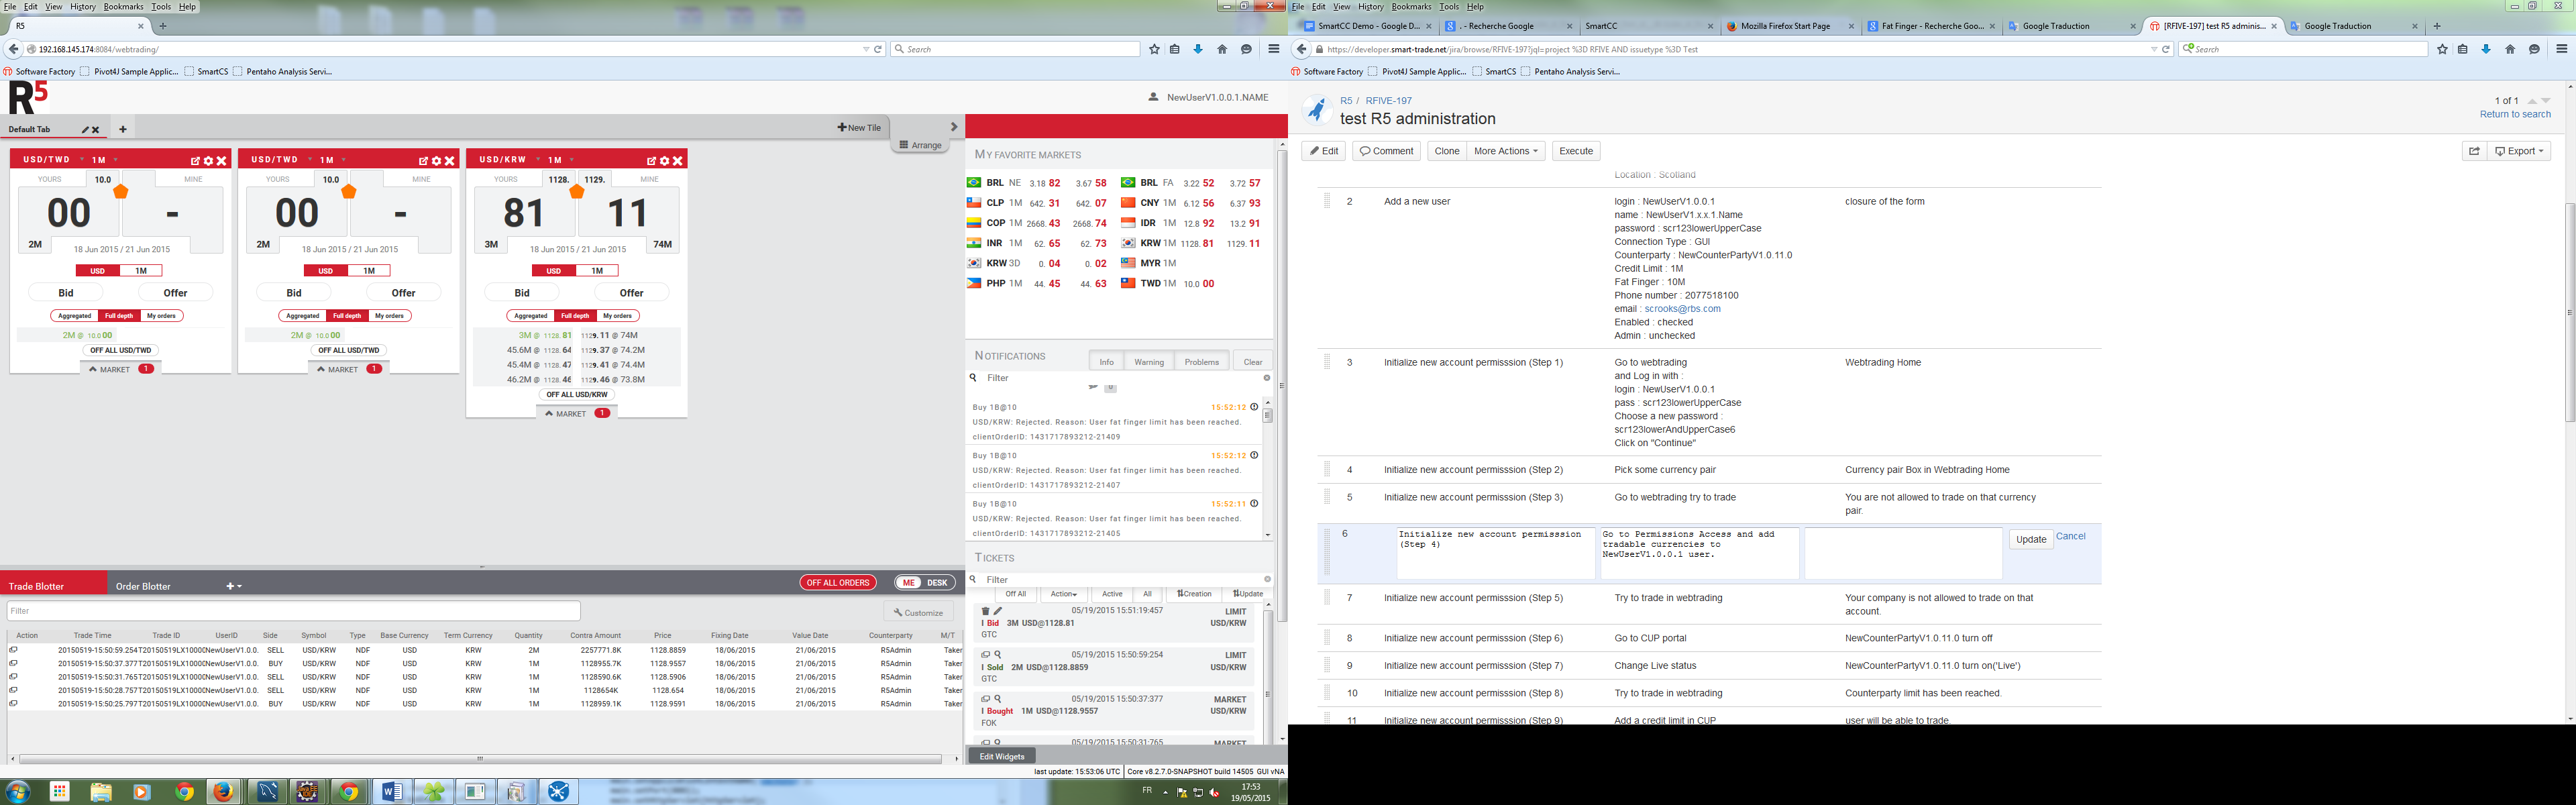 File Edit View History Bookmarks Tools Help
R5
192.168.145.174:8084/webtrading/
Search
Software Factory Pivot4J Sample Applic... SmartCS Pentaho Analysis Servi...
R5
NewUserV1.0.0.1.NAME
Default Tab
New Tile
Arrange
USD/TWD 1M
YOURS 10.0 MINE
00 -
2M 18 Jun 2015 / 21 Jun 2015
USD 1M
Bid Offer
Aggregated Full depth My orders
2M @ 10.0 00
OFF ALL USD/TWD
MARKET 1
USD/TWD 1M
YOURS 10.0 MINE
00 -
2M 18 Jun 2015 / 21 Jun 2015
USD 1M
Bid Offer
Aggregated Full depth My orders
2M @ 10.0 00
OFF ALL USD/TWD
MARKET 1
USD/KRW 1M
YOURS 1128. 1129. MINE
81 11
3M 18 Jun 2015 / 21 Jun 2015 74M
USD 1M
Bid Offer
Aggregated Full depth My orders
3M @ 1128. 81 1129. 11 @ 74M
45.6M @ 1128. 64 1129. 37 @ 74.2M
45.4M @ 1128. 47 1129. 41 @ 74.4M
46.2M @ 1128. 46 1129. 46 @ 73.8M
OFF ALL USD/KRW
MARKET 1
MY FAVORITE MARKETS
BRL NE 3.18 82 3.67 58 BRL FA 3.22 52 3.72 57
CLP 1M 642. 31 642. 07 CNY 1M 6.12 56 6.37 93
COP 1M 2668. 43 2668. 74 IDR 1M 12.8 92 13.2 91
INR 1M 62. 65 62. 73 KRW 1M 1128. 81 1129. 11
KRW 3D 0. 04 0. 02 MYR 1M
PHP 1M 44. 45 44. 63 TWD 1M 10.0 00
NOTIFICATIONS Info Warning Problems Clear
Filter
Buy 1B@10 15:52:12
USD/KRW: Rejected. Reason: User fat finger limit has been reached.
clientOrderID: 1431717893212-21409
Buy 1B@10 15:52:12
USD/KRW: Rejected. Reason: User fat finger limit has been reached.
clientOrderID: 1431717893212-21407
Buy 1B@10 15:52:11
USD/KRW: Rejected. Reason: User fat finger limit has been reached.
clientOrderID: 1431717893212-21405
TICKETS
Filter
Off All Action Active All Creation Update
05/19/2015 15:51:19:457 LIMIT
I Bid 3M USD@1128.81 USD/KRW
GTC
05/19/2015 15:50:59:254 LIMIT
I Sold 2M USD@1128.8859 USD/KRW
GTC
05/19/2015 15:50:37:377 MARKET
I Bought 1M USD@1128.9557 USD/KRW
FOK
05/19/2015 15:50:31:765 MARKET
Edit Widgets
Trade Blotter Order Blotter OFF ALL ORDERS ME DESK
Filter Customize
Action Trade Time Trade ID UserID Side Symbol Type Base Currency Term Currency Quantity Contra Amount Price Fixing Date Value Date Counterparty M/T
20150519-15:50:59.254 T20150519LX10000 NewUserV1.0.0. SELL USD/KRW NDF USD KRW 2M 2257771.8K 1128.8859 18/06/2015 21/06/2015 R5Admin Taker
20150519-15:50:37.377 T20150519LX10000 NewUserV1.0.0. BUY USD/KRW NDF USD KRW 1M 1128955.7K 1128.9557 18/06/2015 21/06/2015 R5Admin Taker
20150519-15:50:31.765 T20150519LX10000 NewUserV1.0.0. SELL USD/KRW NDF USD KRW 1M 1128590.6K 1128.5906 18/06/2015 21/06/2015 R5Admin Taker
20150519-15:50:28.757 T20150519LX10000 NewUserV1.0.0. SELL USD/KRW NDF USD KRW 1M 1128654K 1128.654 18/06/2015 21/06/2015 R5Admin Taker
20150519-15:50:25.797 T20150519LX10000 NewUserV1.0.0. BUY USD/KRW NDF USD KRW 1M 1128959.1K 1128.9591 18/06/2015 21/06/2015 R5Admin Taker
last update: 15:53:06 UTC Core v8.2.7.0-SNAPSHOT build 14505 GUI vNA
FR 17:53
19/05/2015
File Edit View History Bookmarks Tools Help
SmartCC Demo - Google D... . - Recherche Google SmartCC Mozilla Firefox Start Page Fat Finger - Recherche Goo... Google Traduction [RFIVE-197] test R5 adminis... Google Traduction
https://developer.smart-trade.net/jira/browse/RFIVE-197?jql=project %3D RFIVE AND issuetype %3D Test
Search
Software Factory Pivot4J Sample Applic... SmartCS Pentaho Analysis Servi...
R5 / RFIVE-197
test R5 administration
1 of 1
Return to search
Edit Comment Clone More Actions Execute Export
Location : Scotland
2 Add a new user login : NewUserV1.0.0.1 closure of the form
name : NewUserV1.x.x.1.Name
password : scr123lowerUpperCase
Connection Type : GUI
Counterparty : NewCounterPartyV1.0.11.0
Credit Limit : 1M
Fat Finger : 10M
Phone number : 2077518100
email : scrooks@rbs.com
Enabled : checked
Admin : unchecked
3 Initialize new account permisssion (Step 1) Go to webtrading Webtrading Home
and Log in with :
login : NewUserV1.0.0.1
pass : scr123lowerUpperCase
Choose a new password :
scr123lowerAndUpperCase6
Click on "Continue"
4 Initialize new account permisssion (Step 2) Pick some currency pair Currency pair Box in Webtrading Home
5 Initialize new account permisssion (Step 3) Go to webtrading try to trade You are not allowed to trade on that currency
pair.
6 Initialize new account permisssion Go to Permissions Access and add Update Cancel
(Step 4) tradable currencies to
NewUserV1.0.0.1 user.
7 Initialize new account permisssion (Step 5) Try to trade in webtrading Your company is not allowed to trade on that
account.
8 Initialize new account permisssion (Step 6) Go to CUP portal NewCounterPartyV1.0.11.0 turn off
9 Initialize new account permisssion (Step 7) Change Live status NewCounterPartyV1.0.11.0 turn on('Live')
10 Initialize new account permisssion (Step 8) Try to trade in webtrading Counterparty limit has been reached.
11 Initialize new account permisssion (Step 9) Add a credit limit in CUP user will be able to trade.